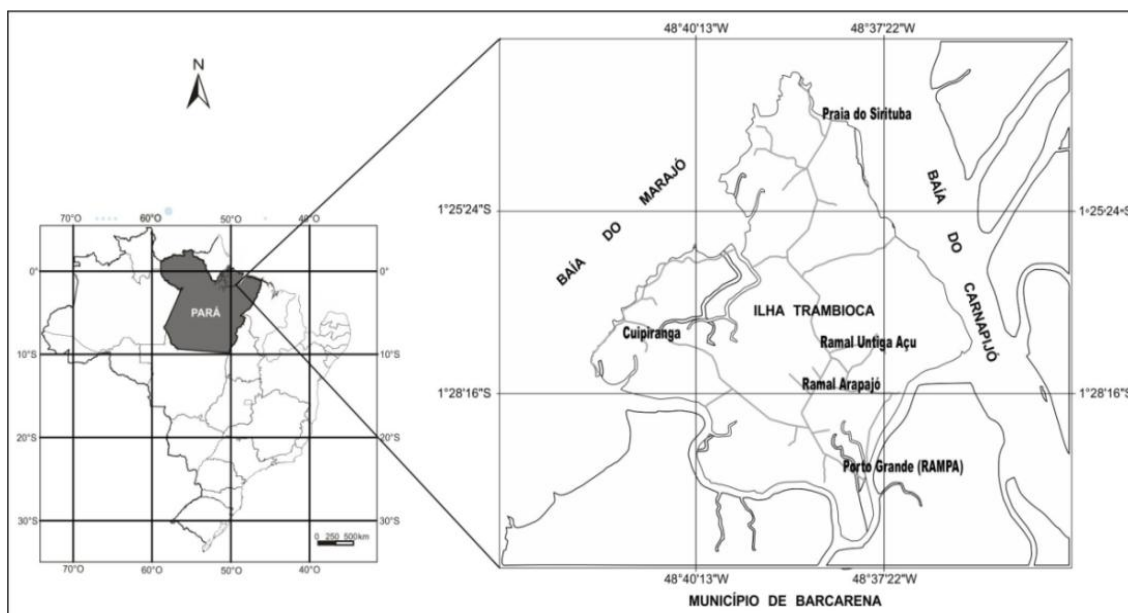 N
70°O
60°O
50°O
40°O
0°
0°
10°S
10°S
20°S
20°S
30°S
30°S
PARÁ
0 250 500km
70°O
60°O
50°O
40°O
48°40'13"W
48°37'22"W
Praia do Sirituba
BAÍA DO MARAJÓ
BAÍA DO CARNAPIJÓ
1°25'24"S
1°25'24"S
ILHA TRAMBIOCA
Cuipiranga
Ramal Untiga Açu
Ramal Arapajó
1°28'16"S
1°28'16"S
Porto Grande (RAMPA)
48°40'13"W
48°37'22"W
MUNICÍPIO DE BARCARENA